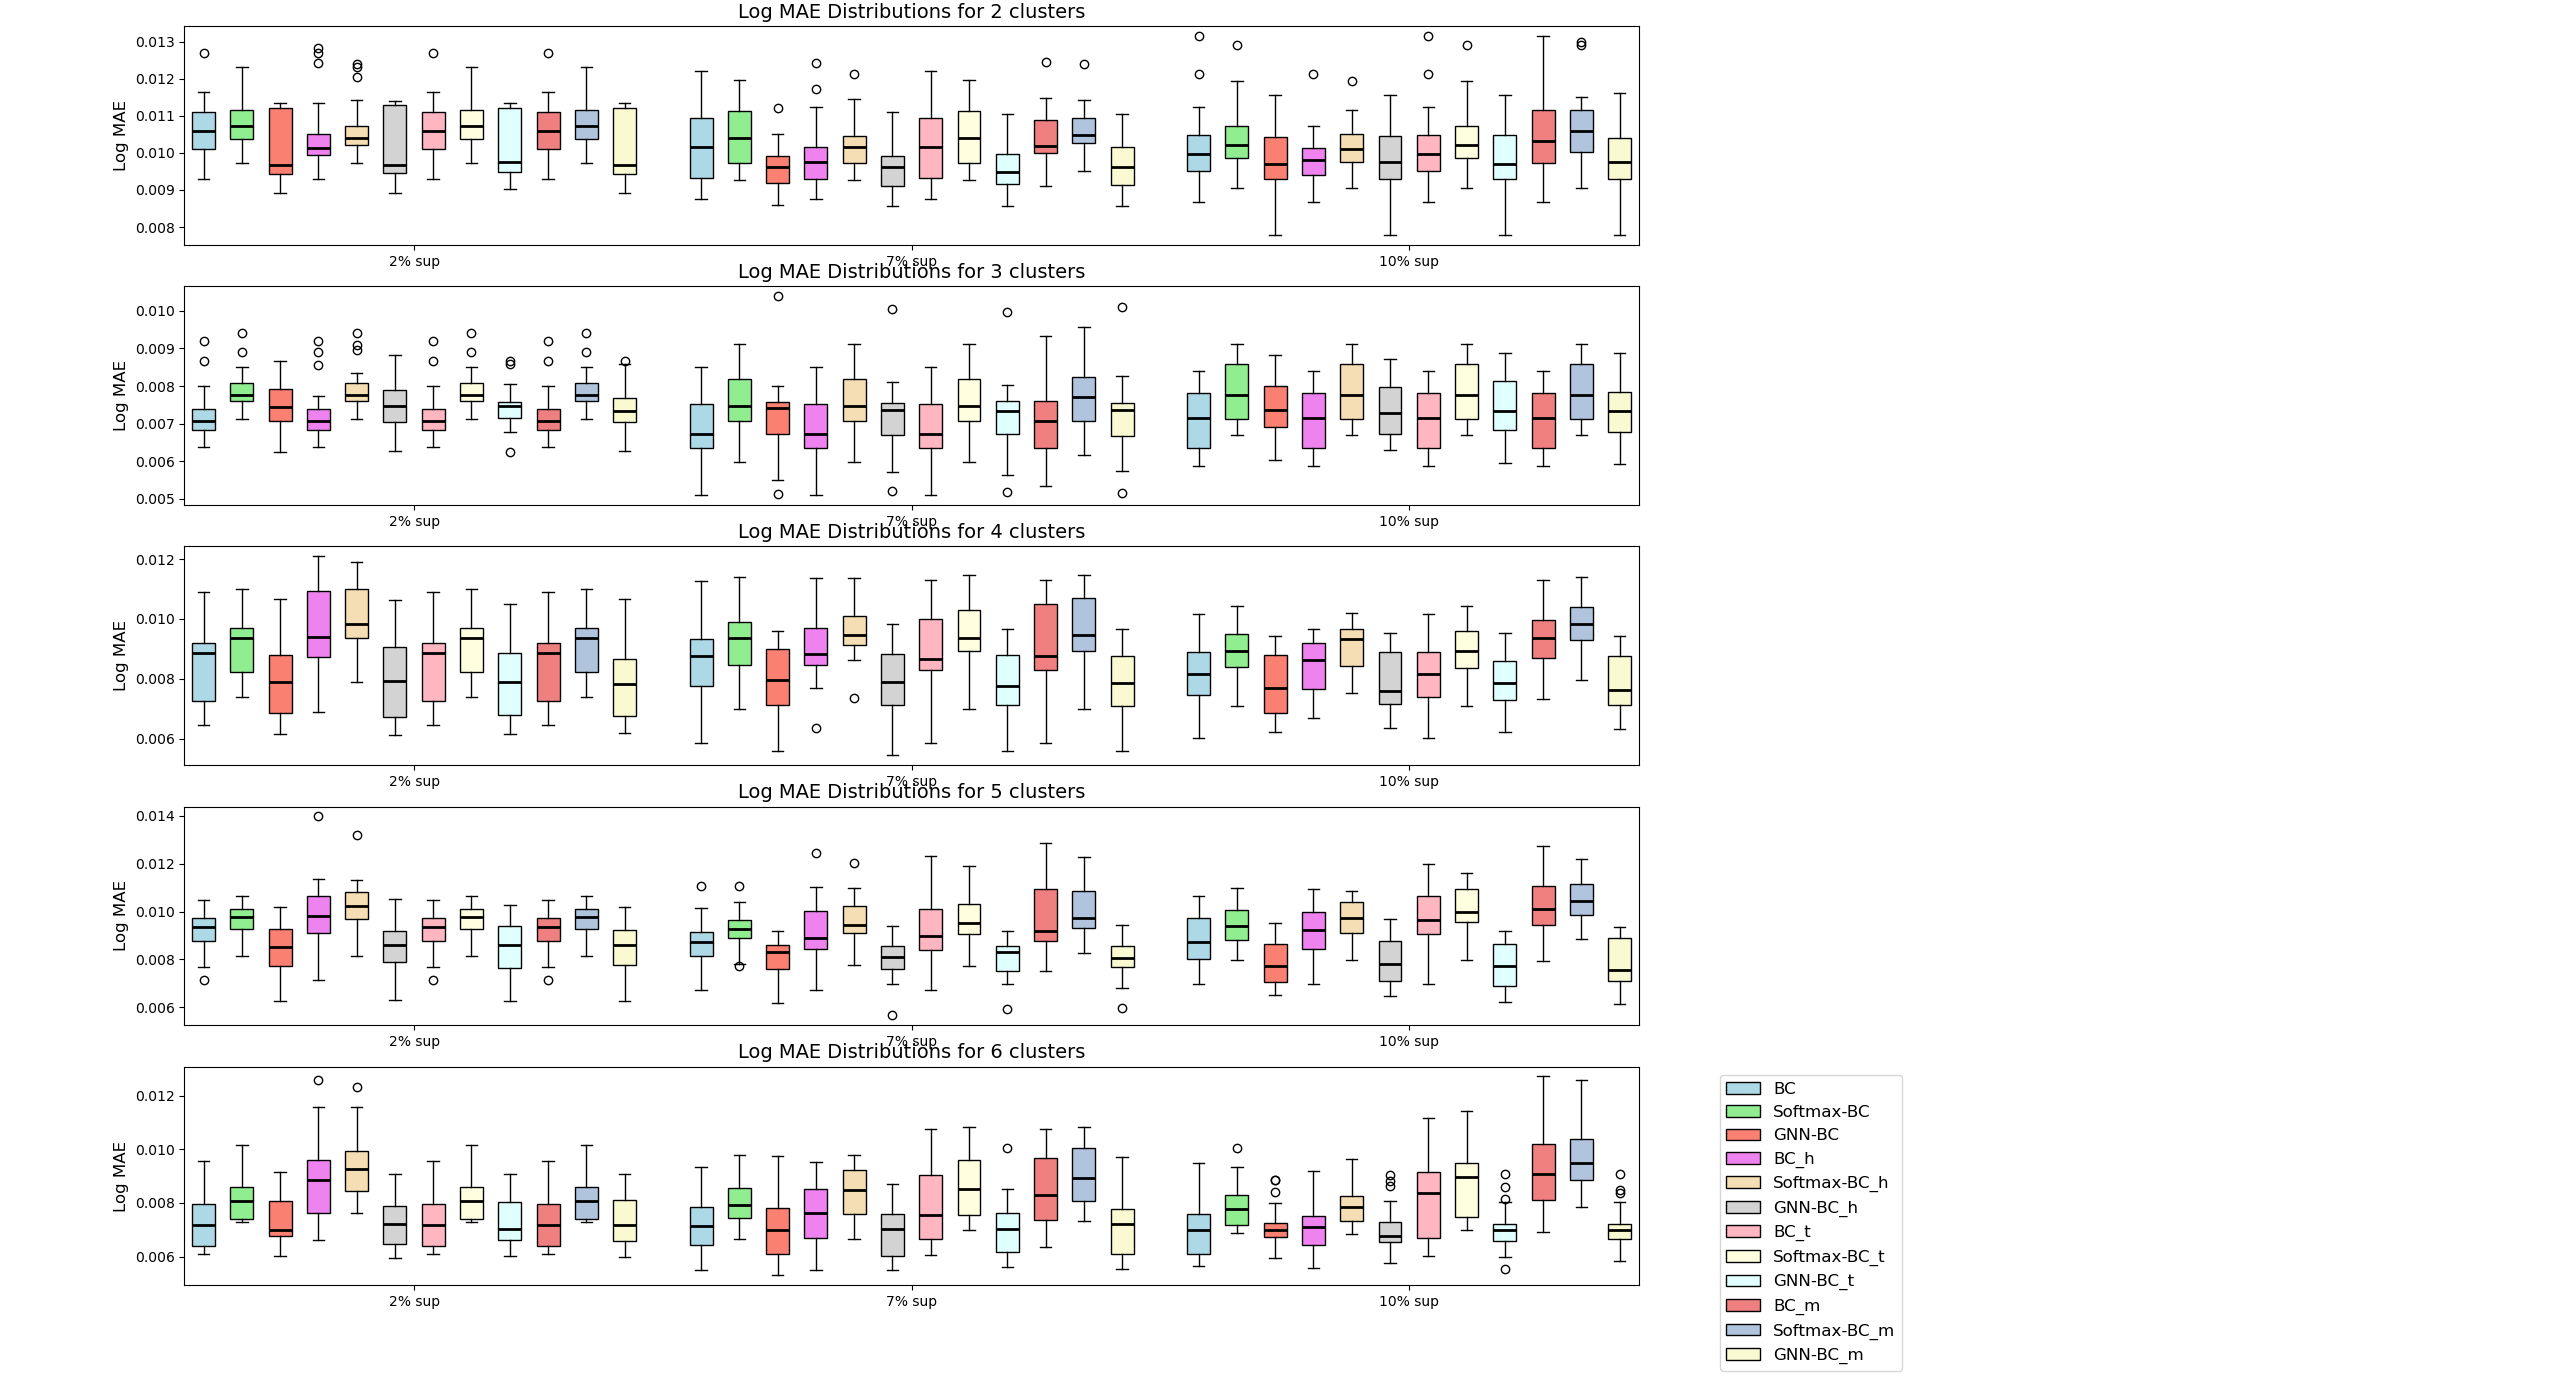 Log MAE Distributions for 2 clusters
0.013
0.012
0.011
0.010
0.009
0.008
Log MAE
2% sup
7% sup
10% sup
Log MAE Distributions for 3 clusters
0.010
0.009
0.008
0.007
0.006
0.005
Log MAE
2% sup
7% sup
10% sup
Log MAE Distributions for 4 clusters
0.012
0.010
0.008
0.006
Log MAE
2% sup
7% sup
10% sup
Log MAE Distributions for 5 clusters
0.014
0.012
0.010
0.008
0.006
Log MAE
2% sup
7% sup
10% sup
Log MAE Distributions for 6 clusters
0.012
0.010
0.008
0.006
Log MAE
2% sup
7% sup
10% sup
BC
Softmax-BC
GNN-BC
BC_h
Softmax-BC_h
GNN-BC_h
BC_t
Softmax-BC_t
GNN-BC_t
BC_m
Softmax-BC_m
GNN-BC_m